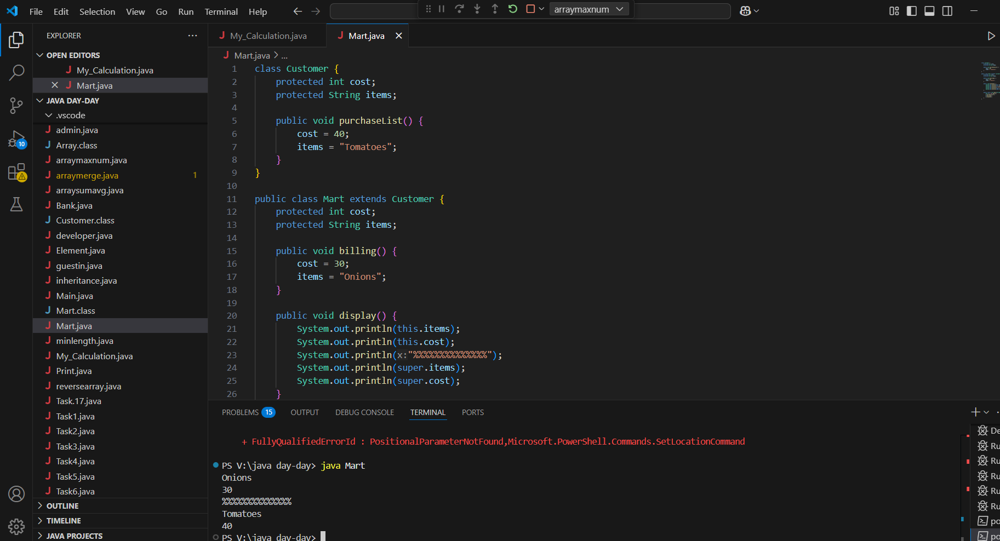 File Edit Selection View Go Run Terminal Help
arraymaxnum
EXPLORER
OPEN EDITORS
My_Calculation.java
Mart.java
JAVA DAY-DAY
.vscode
admin.java
Array.class
arraymaxnum.java
arraymerge.java 1
arraysumavg.java
Bank.java
Customer.class
developer.java
Element.java
guestin.java
inheritance.java
Main.java
Mart.class
Mart.java
minlength.java
My_Calculation.java
Print.java
reversearray.java
Task.17.java
Task1.java
Task2.java
Task3.java
Task4.java
Task5.java
Task6.java
OUTLINE
TIMELINE
JAVA PROJECTS
10
My_Calculation.java
Mart.java
Mart.java > ...
1 class Customer {
2 protected int cost;
3 protected String items;
4
5 public void purchaseList() {
6 cost = 40;
7 items = "Tomatoes";
8 }
9 }
10
11 public class Mart extends Customer {
12 protected int cost;
13 protected String items;
14
15 public void billing() {
16 cost = 30;
17 items = "Onions";
18 }
19
20 public void display() {
21 System.out.println(this.items);
22 System.out.println(this.cost);
23 System.out.println(x:"%%%%%%%%%%%%%%");
24 System.out.println(super.items);
25 System.out.println(super.cost);
26 }
PROBLEMS 15 OUTPUT DEBUG CONSOLE TERMINAL PORTS
+ FullyQualifiedErrorId : PositionalParameterNotFound,Microsoft.PowerShell.Commands.SetLocationCommand
PS V:\java day-day> java Mart
Onions
30
%%%%%%%%%%%%%%
Tomatoes
40
PS V:\java day-day>
De
Ru
Ru
Ru
Ru
Ru
po
po